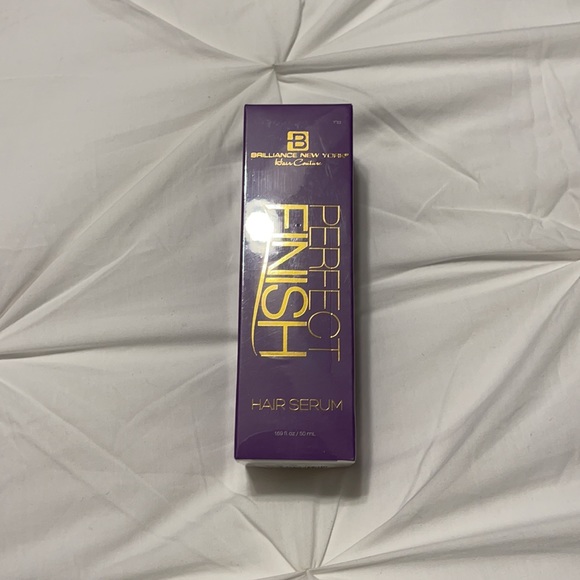 B
BRILLIANCE NEW YORK®
Hair Couture
PERFECT
FINISH
HAIR SERUM